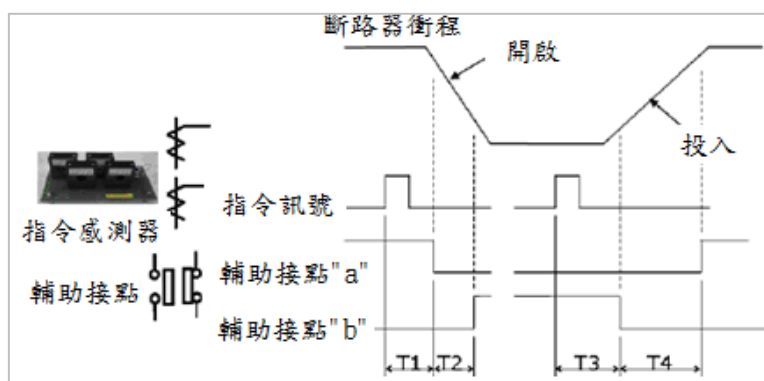 斷路器衝程
開啟
投入
指令訊號
指令感測器
輔助接點"a"
輔助接點
輔助接點"b"
T1
T2
T3
T4